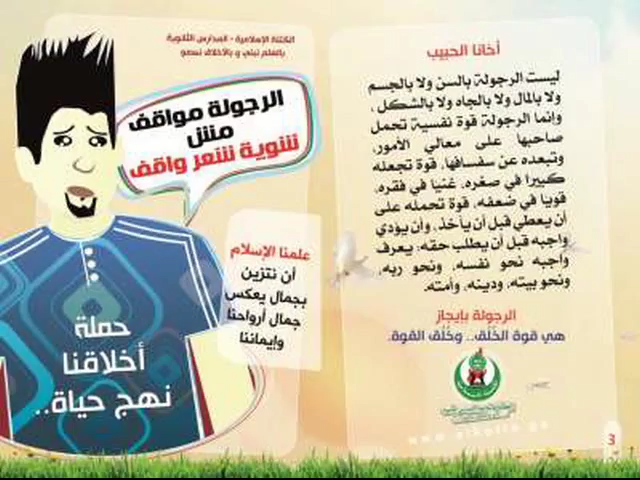 أخانا الحبيب
ليست الرجولة بالسن ولا بالجسم
ولا بالمال ولا بالجاه ولا بالشكل ،
وإنما الرجولة قوة نفسية تحمل
صاحبها على معالي الأمور،
وتبعده عن سفسافها، قوة تجعله
كبيرا في صغره، غنيا في فقره،
قويا في ضعفه، قوة تحمله على
أن يعطي قبل أن يأخذ، وأن يؤدي
واجبه قبل أن يطلب حقه: يعرف
واجبه نحو نفسه، ونحو ربه،
ونحو بيته، ودينه، وأمته.
الرجولة بإيجاز
هي قوة الخُلُق.. وخُلُق القوة.
3
الكتلة الإسلامية - المدارس الثانوية
بالعلم نبني و بالأخلاق نسمو
الرجولة مواقف
مش
شوية شعر واقف
علمنا الإسلام
أن نتزين
بجمال يعكس
جمال أرواحنا
وإيماننا
حملة
أخلاقنا
نهج حياة..